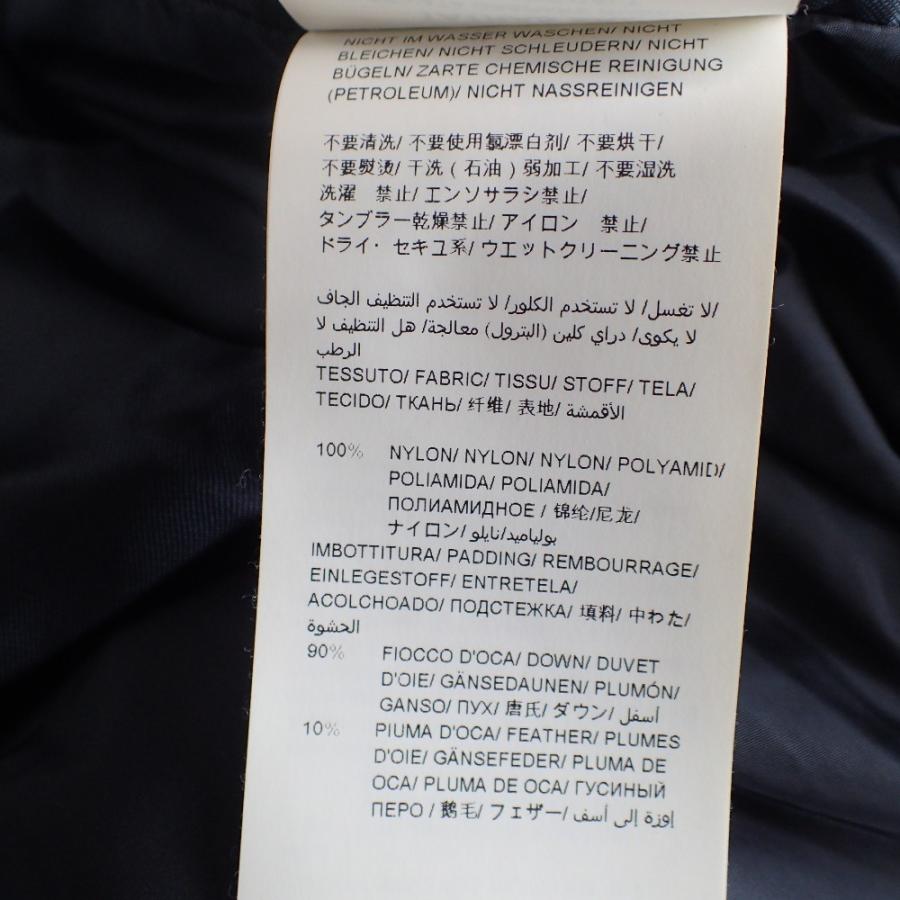 NICHT IM WASSER WASCHEN/ NICHT
BLEICHEN/ NICHT SCHLEUDERN/ NICHT
BÜGELN/ ZARTE CHEMISCHE REINIGUNG
(PETROLEUM)/ NICHT NASSREINIGEN
不要清洗/ 不要使用氯漂白剂/ 不要烘干/
不要熨烫/ 干洗 ( 石油 ) 弱加工/ 不要湿洗
洗濯　禁止/ エンソサラシ禁止/
タンブラー乾燥禁止/ アイロン　禁止/
ドライ・ セキユ系/ ウエットクリーニング禁止
لا تغسل/ لا تستخدم الكلور/ لا تستخدم التنظيف الجاف/
لا يكوى/ دراي كلين (البترول) معالجة/ هل التنظيف لا
الرطب
TESSUTO/ FABRIC/ TISSU/ STOFF/ TELA/
TECIDO/ ТКАНЬ/ 纤维/ 表地/ الأقمشة
100% NYLON/ NYLON/ NYLON/ POLYAMID/
POLIAMIDA/ POLIAMIDA/
ПОЛИАМИДНОЕ / 锦纶/尼龙/
ナイロン/ بولياميد/نايلو
IMBOTTITURA/ PADDING/ REMBOURRAGE/
EINLEGESTOFF/ ENTRETELA/
ACOLCHOADO/ ПОДСТЕЖКА/ 填料/ 中わた/
الحشوة
90% FIOCCO D'OCA/ DOWN/ DUVET
D'OIE/ GÄNSEDAUNEN/ PLUMÓN/
GANSO/ ПУХ/ 唐氏/ ダウン/ أسفل
10% PIUMA D'OCA/ FEATHER/ PLUMES
D'OIE/ GÄNSEFEDER/ PLUMA DE
OCA/ PLUMA DE OCA/ ГУСИНЫЙ
ПЕРО / 鹅毛/ フェザー/ إوزة إلى أسف